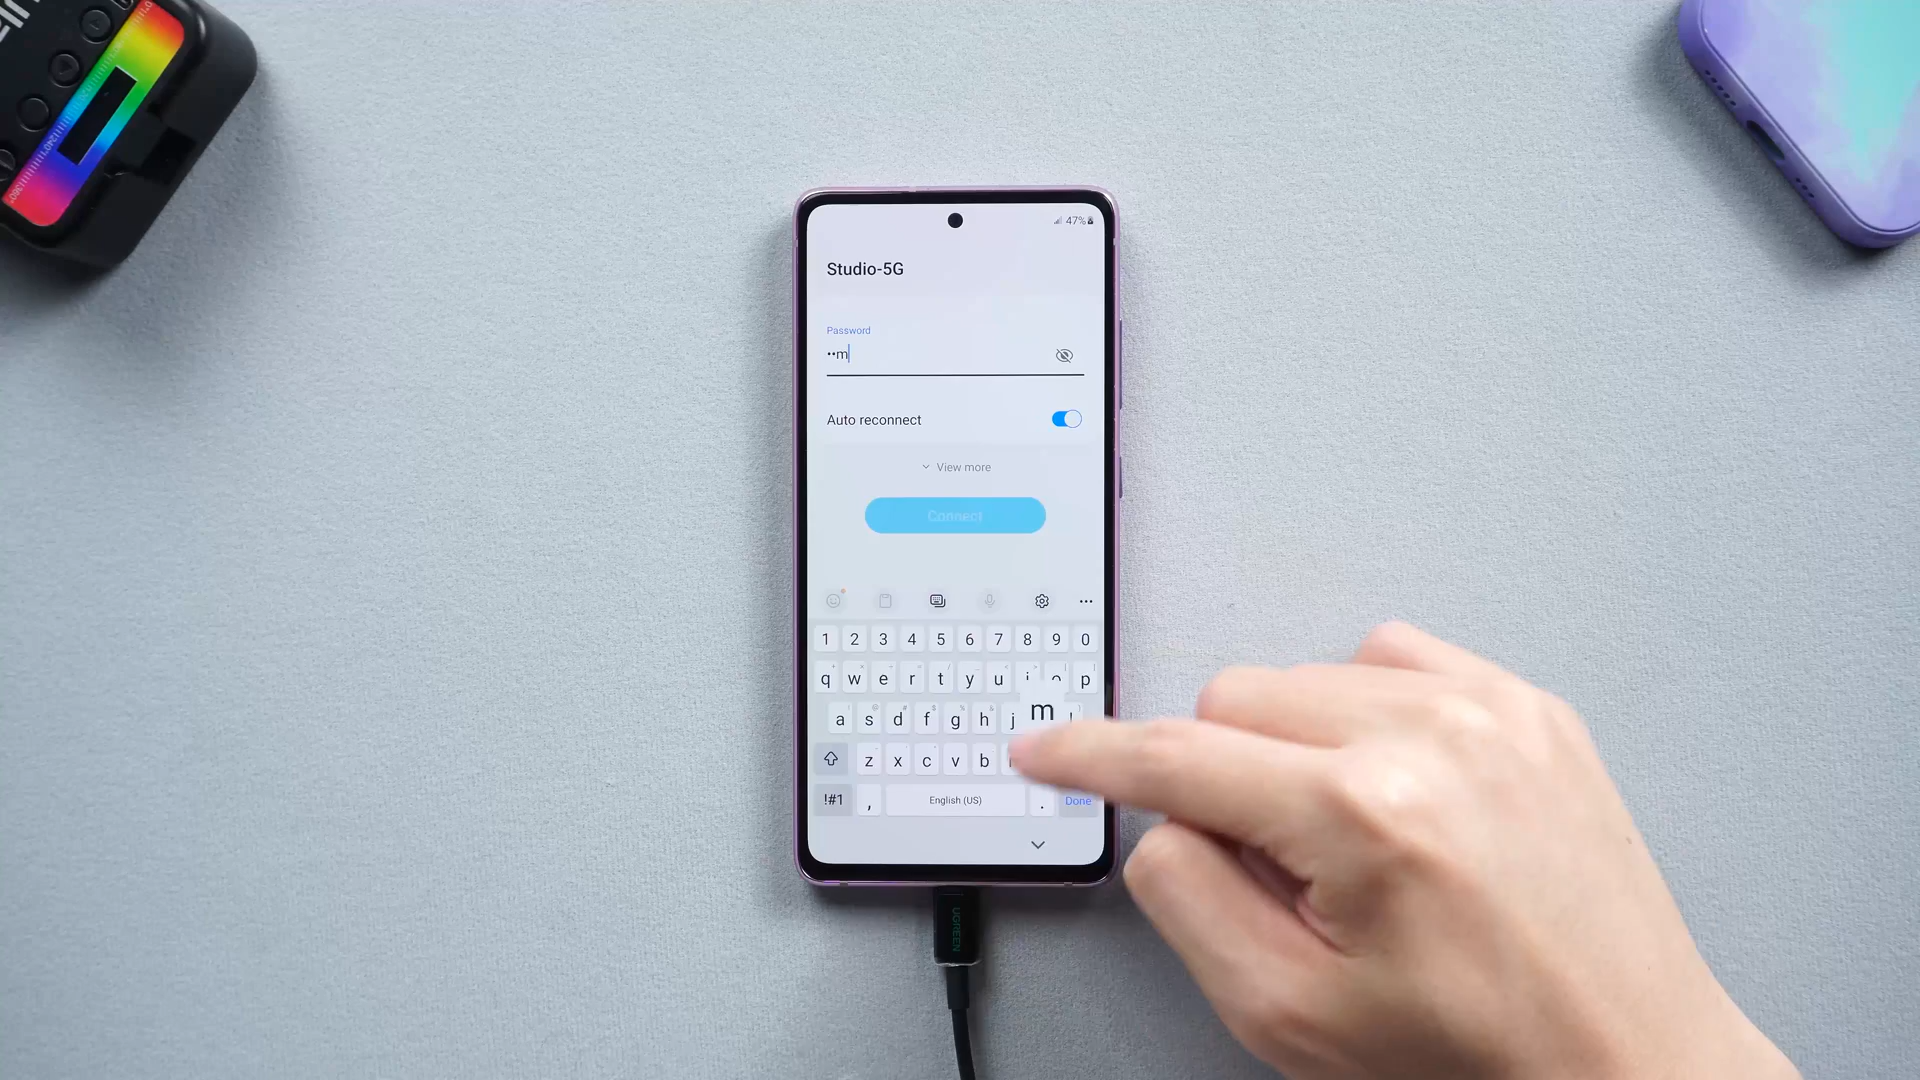 47%
Studio-5G
Password
••m
Auto reconnect
View more
Connect
1 2 3 4 5 6 7 8 9 0
q w e r t y u i o p
a s d f g h j m
z x c v b
!#1 , English (US) . Done
UGREEN